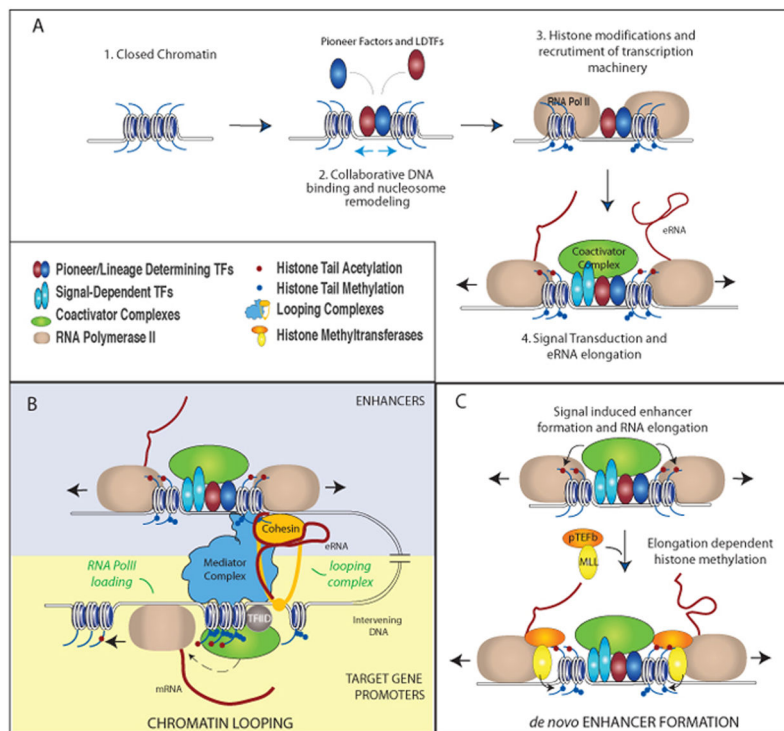 A
1. Closed Chromatin
Pioneer Factors and LDTFs
2. Collaborative DNA
binding and nucleosome
remodeling
3. Histone modifications and
recrutiment of transcription
machinery
RNA Pol II
eRNA
Coactivator
Complex
4. Signal Transduction and
eRNA elongation
Pioneer/Lineage Determining TFs
Signal-Dependent TFs
Coactivator Complexes
RNA Polymerase II
Histone Tail Acetylation
Histone Tail Methylation
Looping Complexes
Histone Methyltransferases
B
ENHANCERS
Cohesin
eRNA
Mediator
Complex
RNA PolII
loading
looping
complex
TFIID
Intervening
DNA
mRNA
TARGET GENE
PROMOTERS
CHROMATIN LOOPING
C
Signal induced enhancer
formation and RNA elongation
pTEFb
MLL
Elongation dependent
histone methylation
de novo ENHANCER FORMATION